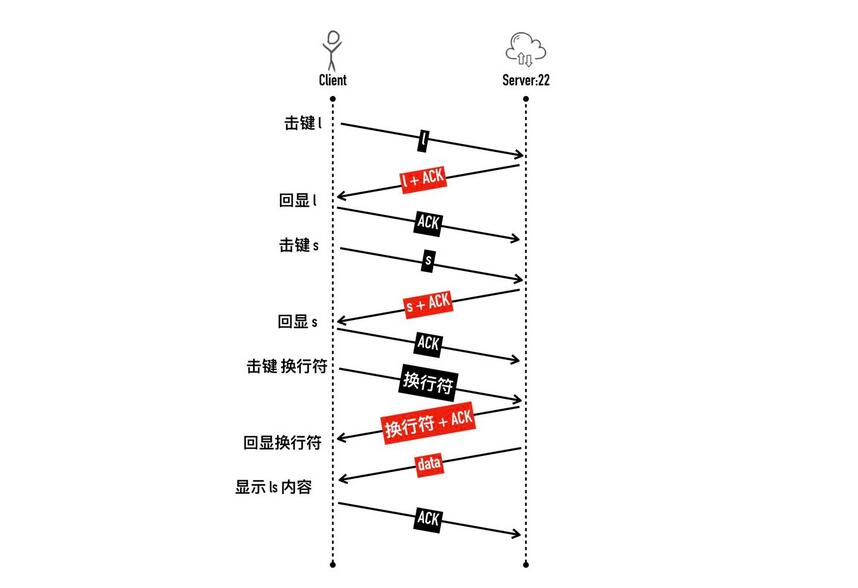 Client
Server:22
击键 l
l
l + ACK
回显 l
ACK
击键 s
s
s + ACK
回显 s
ACK
击键 换行符
换行符
换行符 + ACK
回显换行符
data
显示 ls 内容
ACK